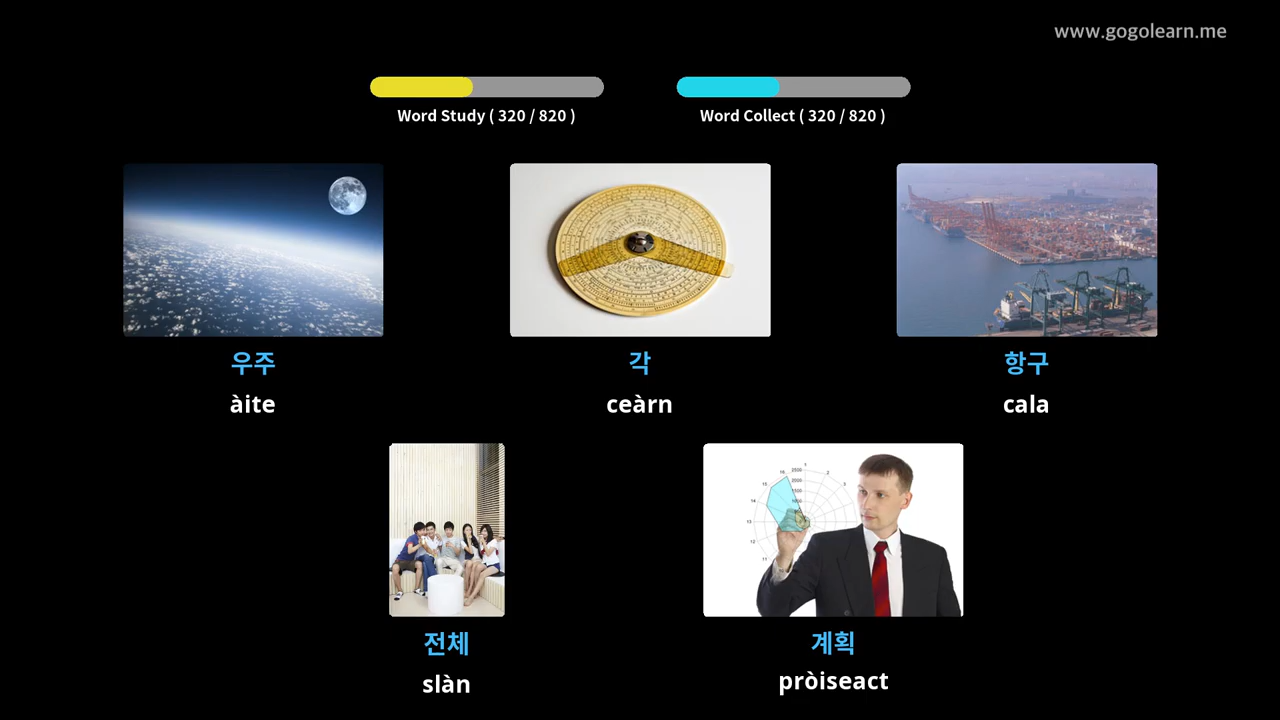 www.gogolearn.me
Word Study ( 320 / 820 )
Word Collect ( 320 / 820 )
우주
각
항구
àite
ceàrn
cala
전체
계획
slàn
pròiseact